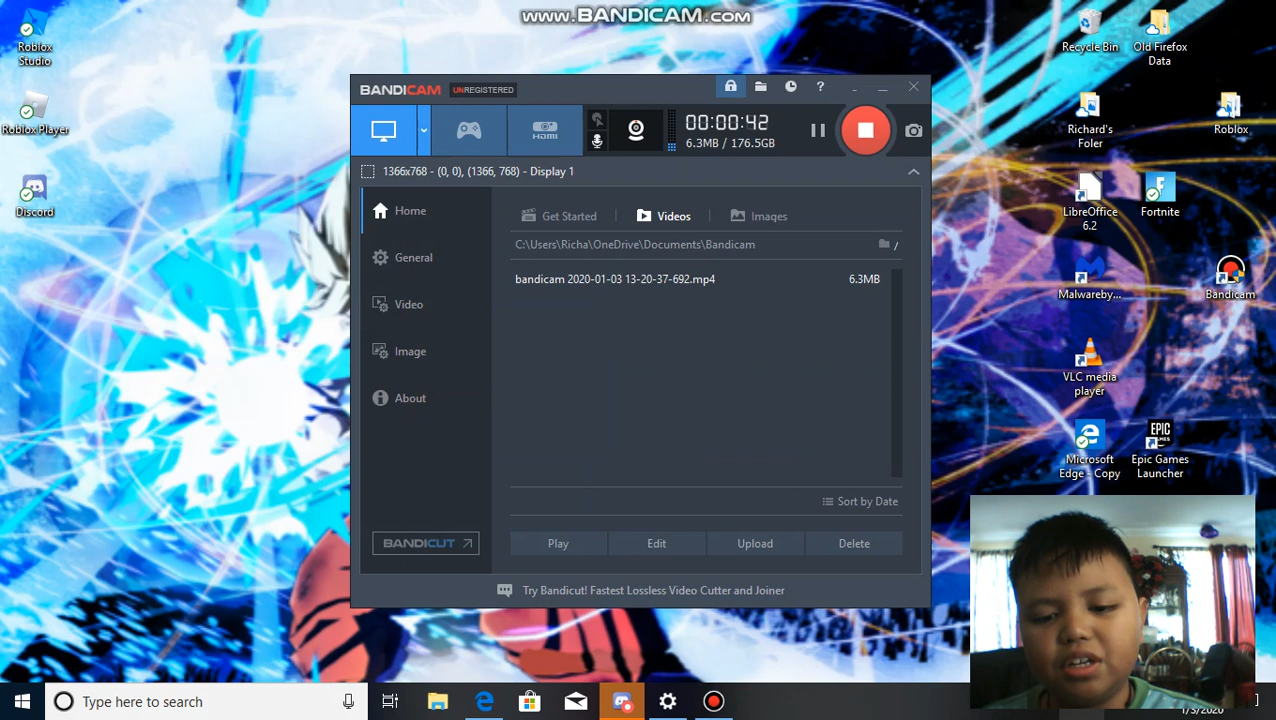 www.BANDICAM.com
Roblox Studio
Roblox Player
Discord
Recycle Bin
Old Firefox Data
Richard's Foler
Roblox
LibreOffice 6.2
Fortnite
Malwareby...
Bandicam
VLC media player
Microsoft Edge - Copy
Epic Games Launcher
EPIC GAMES
BANDICAM UNREGISTERED
?
HDMI
00:00:42
6.3MB / 176.5GB
1366x768 - (0, 0), (1366, 768) - Display 1
Home
General
Video
Image
About
BANDICUT
Get Started
Videos
Images
C:\Users\Richa\OneDrive\Documents\Bandicam
/
bandicam 2020-01-03 13-20-37-692.mp4 6.3MB
Sort by Date
Play Edit Upload Delete
Try Bandicut! Fastest Lossless Video Cutter and Joiner
Type here to search
1/3/2020